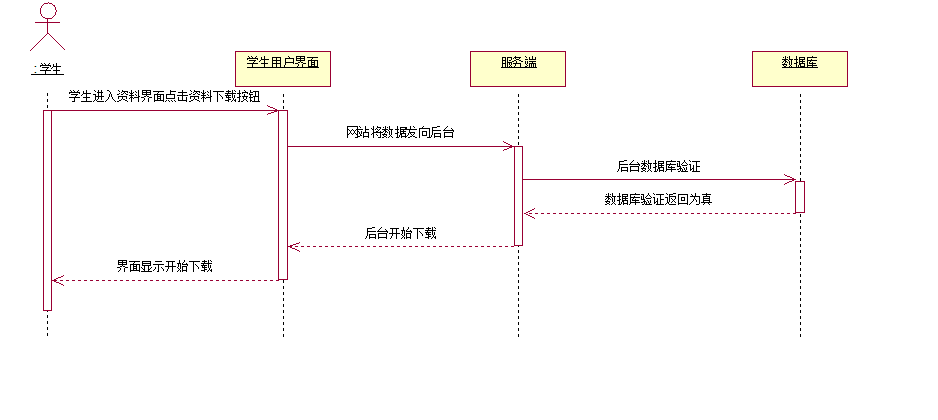 : 学生
学生用户界面
服务端
数据库
学生进入资料界面点击资料下载按钮
网站将数据发向后台
后台数据库验证
数据库验证返回为真
后台开始下载
界面显示开始下载